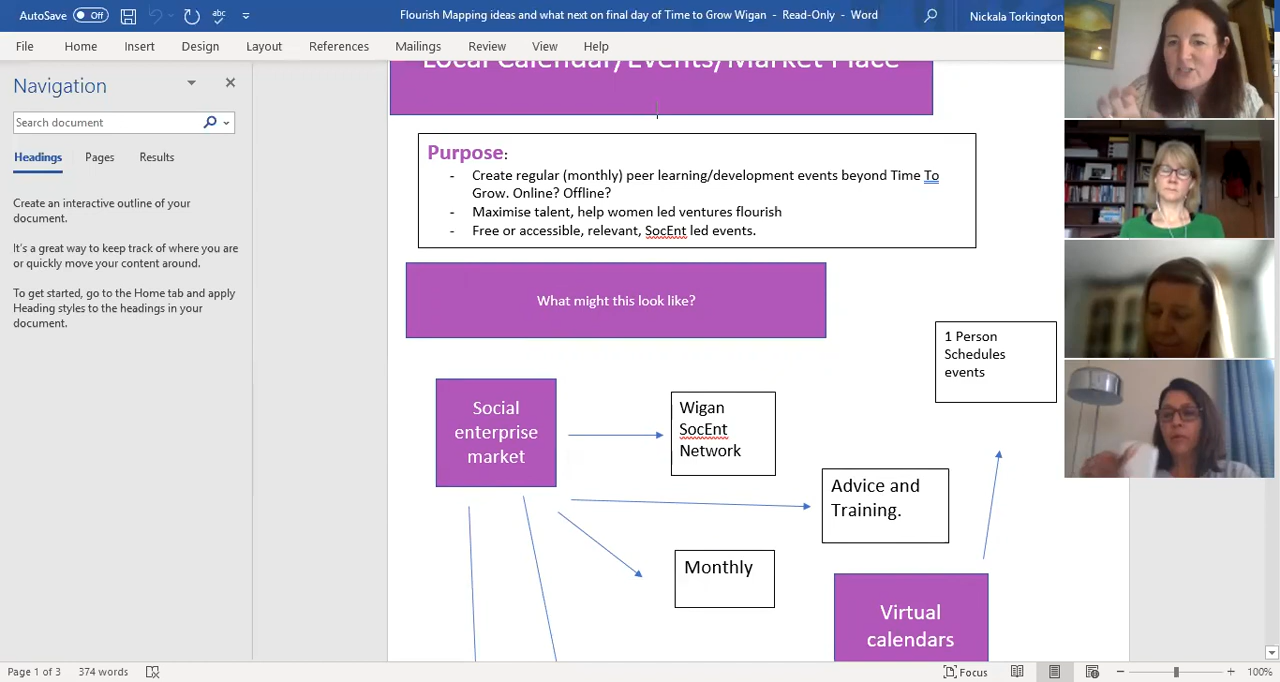 AutoSave Off
Flourish Mapping ideas and what next on final day of Time to Grow Wigan - Read-Only - Word
Nickala Torkington
File Home Insert Design Layout References Mailings Review View Help
Navigation
Search document
Headings Pages Results
Create an interactive outline of your
document.
It's a great way to keep track of where you are
or quickly move your content around.
To get started, go to the Home tab and apply
Heading styles to the headings in your
document.
Local Calendar/Events/Market Place
Purpose:
- Create regular (monthly) peer learning/development events beyond Time To
Grow. Online? Offline?
- Maximise talent, help women led ventures flourish
- Free or accessible, relevant, SocEnt led events.
What might this look like?
1 Person
Schedules
events
Social
enterprise
market
Wigan
SocEnt
Network
Advice and
Training.
Monthly
Virtual
calendars
Page 1 of 3 374 words
Focus
100%